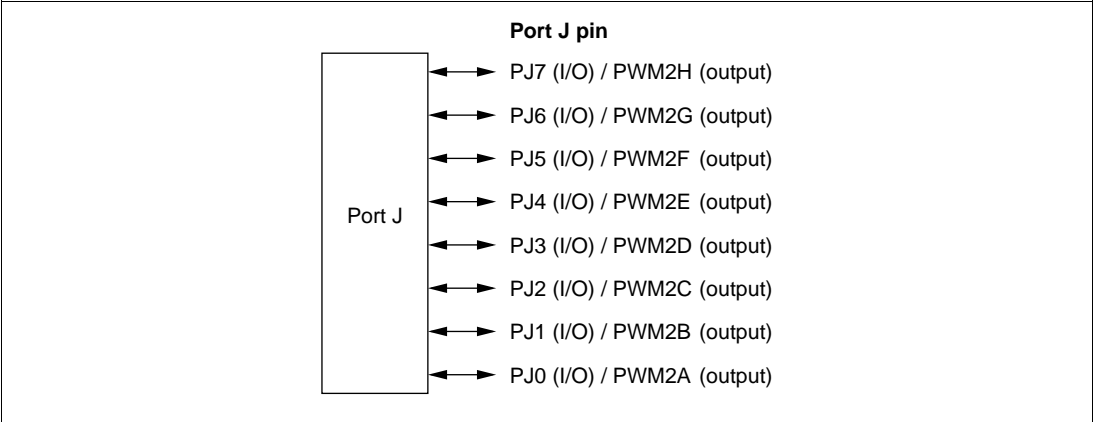 Port J pin
PJ7 (I/O) / PWM2H (output)
PJ6 (I/O) / PWM2G (output)
PJ5 (I/O) / PWM2F (output)
PJ4 (I/O) / PWM2E (output)
Port J
PJ3 (I/O) / PWM2D (output)
PJ2 (I/O) / PWM2C (output)
PJ1 (I/O) / PWM2B (output)
PJ0 (I/O) / PWM2A (output)